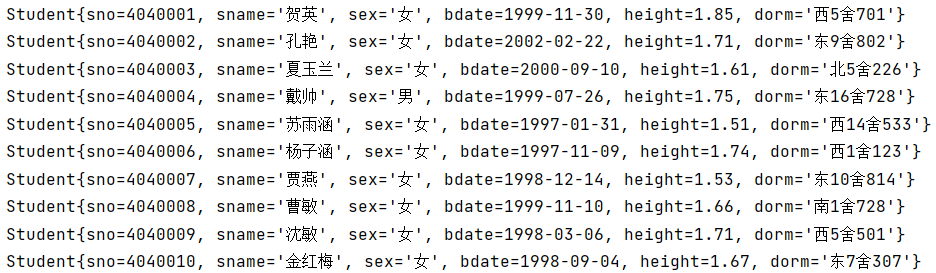 Student{sno=4040001, sname='贺英', sex='女', bdate=1999-11-30, height=1.85, dorm='西5舍701'}
Student{sno=4040002, sname='孔艳', sex='女', bdate=2002-02-22, height=1.71, dorm='东9舍802'}
Student{sno=4040003, sname='夏玉兰', sex='女', bdate=2000-09-10, height=1.61, dorm='北5舍226'}
Student{sno=4040004, sname='戴帅', sex='男', bdate=1999-07-26, height=1.75, dorm='东16舍728'}
Student{sno=4040005, sname='苏雨涵', sex='女', bdate=1997-01-31, height=1.51, dorm='西14舍533'}
Student{sno=4040006, sname='杨子涵', sex='女', bdate=1997-11-09, height=1.74, dorm='西1舍123'}
Student{sno=4040007, sname='贾燕', sex='女', bdate=1998-12-14, height=1.53, dorm='东10舍814'}
Student{sno=4040008, sname='曹敏', sex='女', bdate=1999-11-10, height=1.66, dorm='南1舍728'}
Student{sno=4040009, sname='沈敏', sex='女', bdate=1998-03-06, height=1.71, dorm='西5舍501'}
Student{sno=4040010, sname='金红梅', sex='女', bdate=1998-09-04, height=1.67, dorm='东7舍307'}